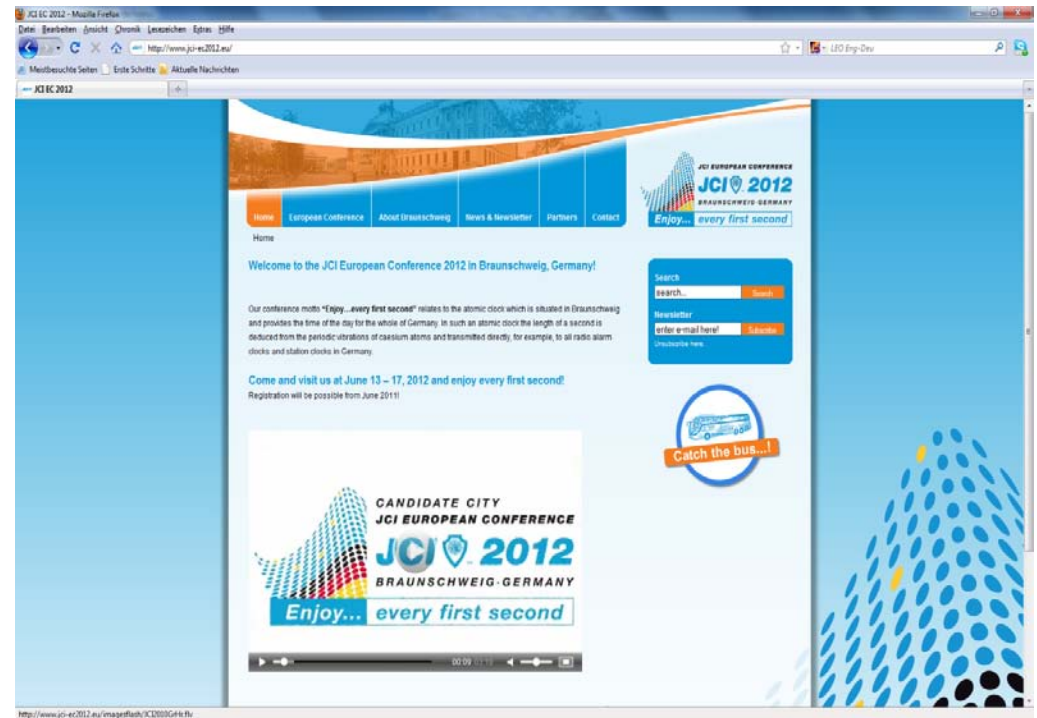 JCI EC 2012 - Mozilla Firefox
Datei Bearbeiten Ansicht Chronik Lesezeichen Extras Hilfe
http://www.jci-ec2012.eu/
LEO Eng-Deu
Meistbesuchte Seiten Erste Schritte Aktuelle Nachrichten
JCI EC 2012
JCI EUROPEAN CONFERENCE
JCI 2012
BRAUNSCHWEIG-GERMANY
Enjoy... every first second
Home European Conference About Braunschweig News & Newsletter Partners Contact
Home
Welcome to the JCI European Conference 2012 in Braunschweig, Germany!
Our conference motto "Enjoy...every first second" relates to the atomic clock which is situated in Braunschweig
and provides the time of the day for the whole of Germany. In such an atomic clock the length of a second is
deduced from the periodic vibrations of caesium atoms and transmitted directly, for example, to all radio alarm
clocks and station clocks in Germany.
Come and visit us at June 13 – 17, 2012 and enjoy every first second!
Registration will be possible from June 2011!
Search
search...
Search
Newsletter
enter e-mail here!
Subscribe
Unsubscribe here.
Catch the bus...!
CANDIDATE CITY
JCI EUROPEAN CONFERENCE
JCI 2012
BRAUNSCHWEIG-GERMANY
Enjoy... every first second
00:09